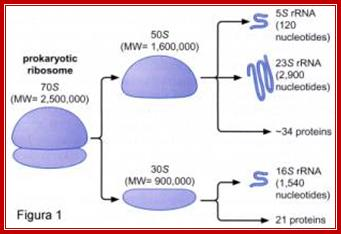 prokaryotic
ribosome
70S
(MW= 2,500,000)
50S
(MW= 1,600,000)
5S rRNA
(120
nucleotides)
23S rRNA
(2,900
nucleotides)
~34 proteins
30S
(MW= 900,000)
16S rRNA
(1,540
nucleotides)
21 proteins
Figura 1